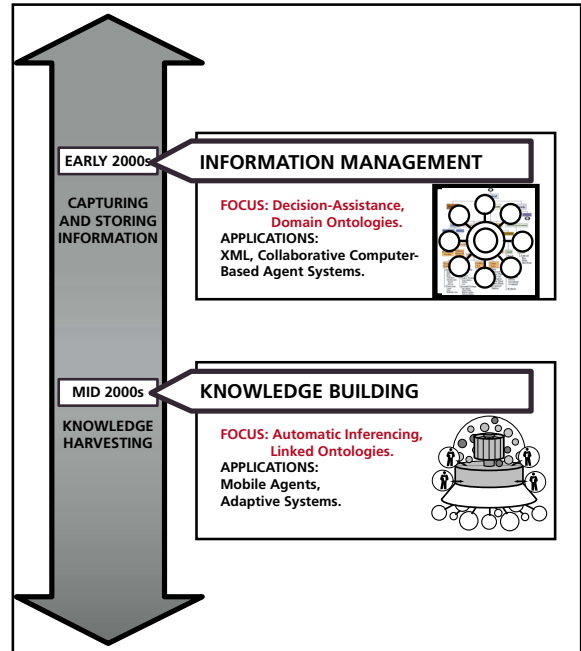 EARLY 2000s
INFORMATION MANAGEMENT
CAPTURING
AND STORING
INFORMATION
FOCUS: Decision-Assistance,
Domain Ontologies.
APPLICATIONS:
XML, Collaborative Computer-
Based Agent Systems.
MID 2000s
KNOWLEDGE BUILDING
KNOWLEDGE
HARVESTING
FOCUS: Automatic Inferencing,
Linked Ontologies.
APPLICATIONS:
Mobile Agents,
Adaptive Systems.